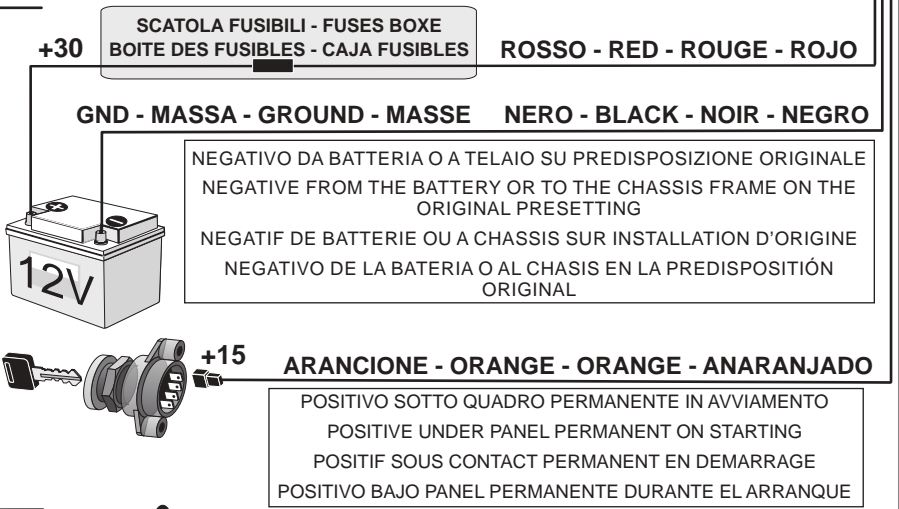 SCATOLA FUSIBILI - FUSES BOXE
BOITE DES FUSIBLES - CAJA FUSIBLES
+30
ROSSO - RED - ROUGE - ROJO
GND - MASSA - GROUND - MASSE
NERO - BLACK - NOIR - NEGRO
NEGATIVO DA BATTERIA O A TELAIO SU PREDISPOSIZIONE ORIGINALE
NEGATIVE FROM THE BATTERY OR TO THE CHASSIS FRAME ON THE
ORIGINAL PRESETTING
NEGATIF DE BATTERIE OU A CHASSIS SUR INSTALLATION D'ORIGINE
NEGATIVO DE LA BATERIA O AL CHASIS EN LA PREDISPOSITIÓN
ORIGINAL
12V
+15
ARANCIONE - ORANGE - ORANGE - ANARANJADO
POSITIVO SOTTO QUADRO PERMANENTE IN AVVIAMENTO
POSITIVE UNDER PANEL PERMANENT ON STARTING
POSITIF SOUS CONTACT PERMANENT EN DEMARRAGE
POSITIVO BAJO PANEL PERMANENTE DURANTE EL ARRANQUE